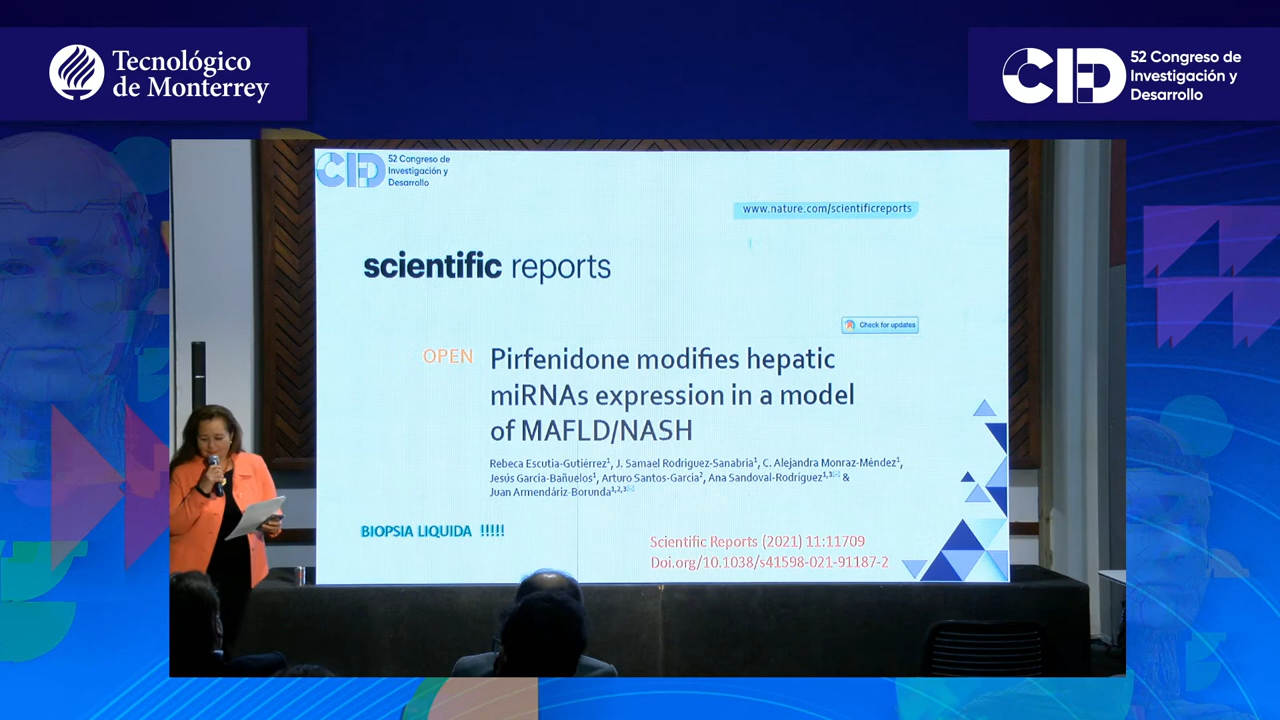 Tecnológico
de Monterrey
CID
52 Congreso de
Investigación y
Desarrollo
CID
52 Congreso de
Investigación y
Desarrollo
www.nature.com/scientificreports
scientific reports
Check for updates
OPEN
Pirfenidone modifies hepatic
miRNAs expression in a model
of MAFLD/NASH
Rebeca Escutia-Gutiérrez¹, J. Samael Rodríguez-Sanabria¹, C. Alejandra Monraz-Méndez¹,
Jesús García-Bañuelos¹, Arturo Santos-García², Ana Sandoval-Rodríguez¹,³✉ &
Juan Armendáriz-Borunda¹,²,³✉
BIOPSIA LIQUIDA !!!!!
Scientific Reports (2021) 11:11709
Doi.org/10.1038/s41598-021-91187-2